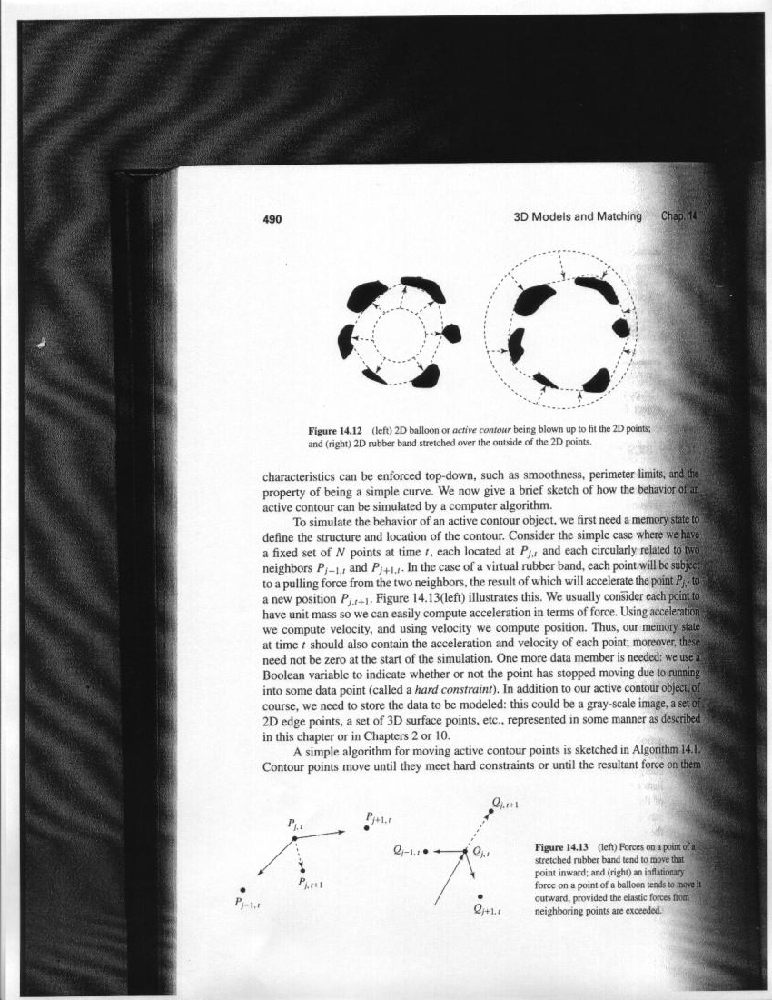 490
3D Models and Matching Chap. 14
Figure 14.12 (left) 2D balloon or active contour being blown up to fit the 2D points;
and (right) 2D rubber band stretched over the outside of the 2D points.
characteristics can be enforced top-down, such as smoothness, perimeter limits, and the
property of being a simple curve. We now give a brief sketch of how the behavior of an
active contour can be simulated by a computer algorithm.
To simulate the behavior of an active contour object, we first need a memory state to
define the structure and location of the contour. Consider the simple case where we have
a fixed set of N points at time t, each located at Pj,t and each circularly related to two
neighbors Pj−1,t and Pj+1,t. In the case of a virtual rubber band, each point will be subject
to a pulling force from the two neighbors, the result of which will accelerate the point Pj,t to
a new position Pj,t+1. Figure 14.13(left) illustrates this. We usually consider each point to
have unit mass so we can easily compute acceleration in terms of force. Using acceleration
we compute velocity, and using velocity we compute position. Thus, our memory state
at time t should also contain the acceleration and velocity of each point; moreover, these
need not be zero at the start of the simulation. One more data member is needed: we use a
Boolean variable to indicate whether or not the point has stopped moving due to running
into some data point (called a hard constraint). In addition to our active contour object, of
course, we need to store the data to be modeled: this could be a gray-scale image, a set of
2D edge points, a set of 3D surface points, etc., represented in some manner as described
in this chapter or in Chapters 2 or 10.
A simple algorithm for moving active contour points is sketched in Algorithm 14.1.
Contour points move until they meet hard constraints or until the resultant force on them
Pj,t
Pj+1,t
Pj,t+1
Pj−1,t
Qj,t+1
Qj−1,t
Qj,t
Qj+1,t
Figure 14.13 (left) Forces on a point of a
stretched rubber band tend to move that
point inward; and (right) an inflationary
force on a point of a balloon tends to move it
outward, provided the elastic forces from
neighboring points are exceeded.